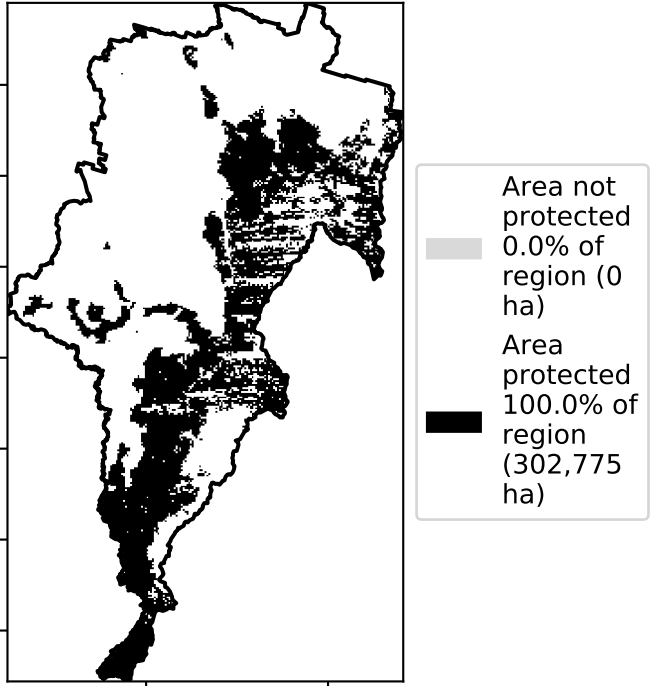 Area not
protected
0.0% of
region (0
ha)
Area
protected
100.0% of
region
(302,775
ha)